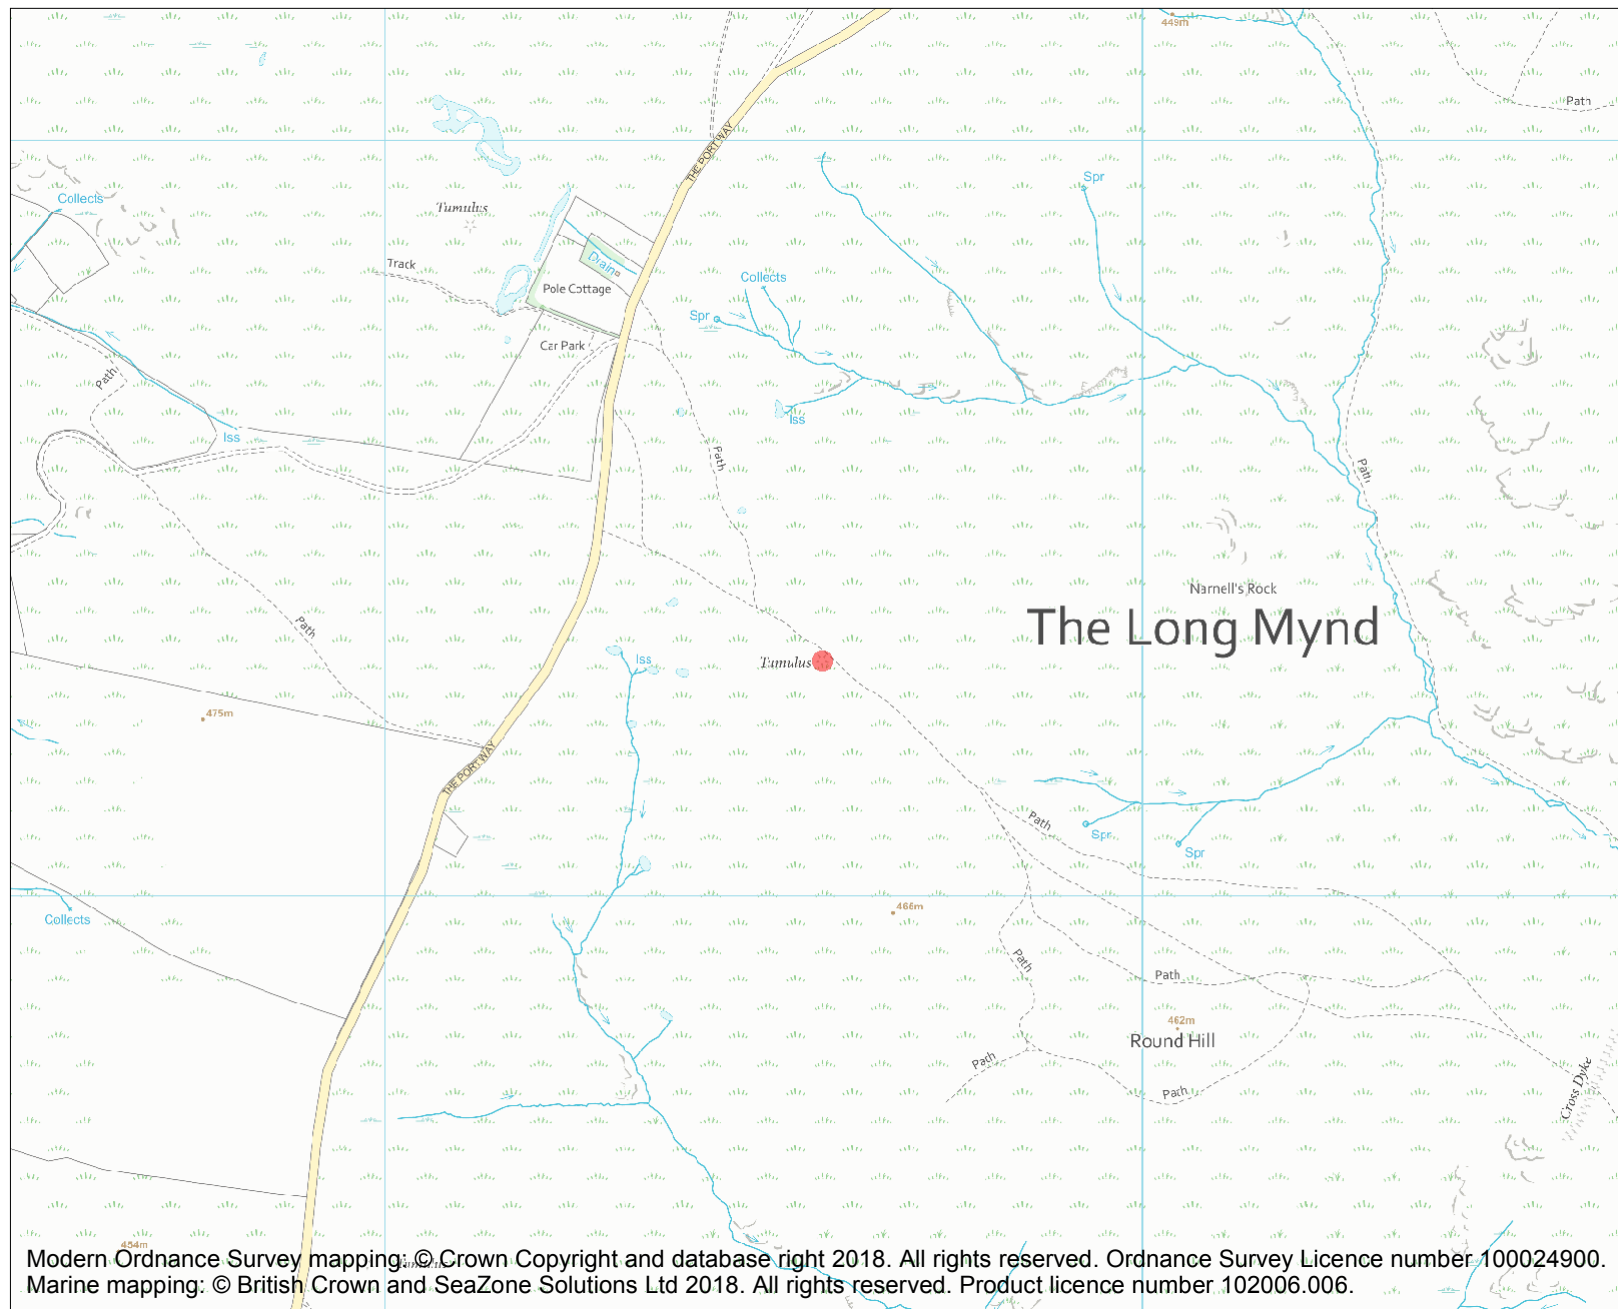 449m
Path
THE PORT WAY
Spr
Collects
Tumulus
Drain
Track
Collects
Pole Cottage
Spr
Car Park
Path
Iss
Iss
Path
Path
Narnell's Rock
The Long Mynd
Path
Iss
Tumulus
475m
THE PORT WAY
Path
Spr
Spr
466m
Collects
Path
Path
462m
Round Hill
Path
Path
Cross Dyke
484m
Tumulus
Modern Ordnance Survey mapping: © Crown Copyright and database right 2018. All rights reserved. Ordnance Survey Licence number 100024900.
Marine mapping: © British Crown and SeaZone Solutions Ltd 2018. All rights reserved. Product licence number 102006.006.